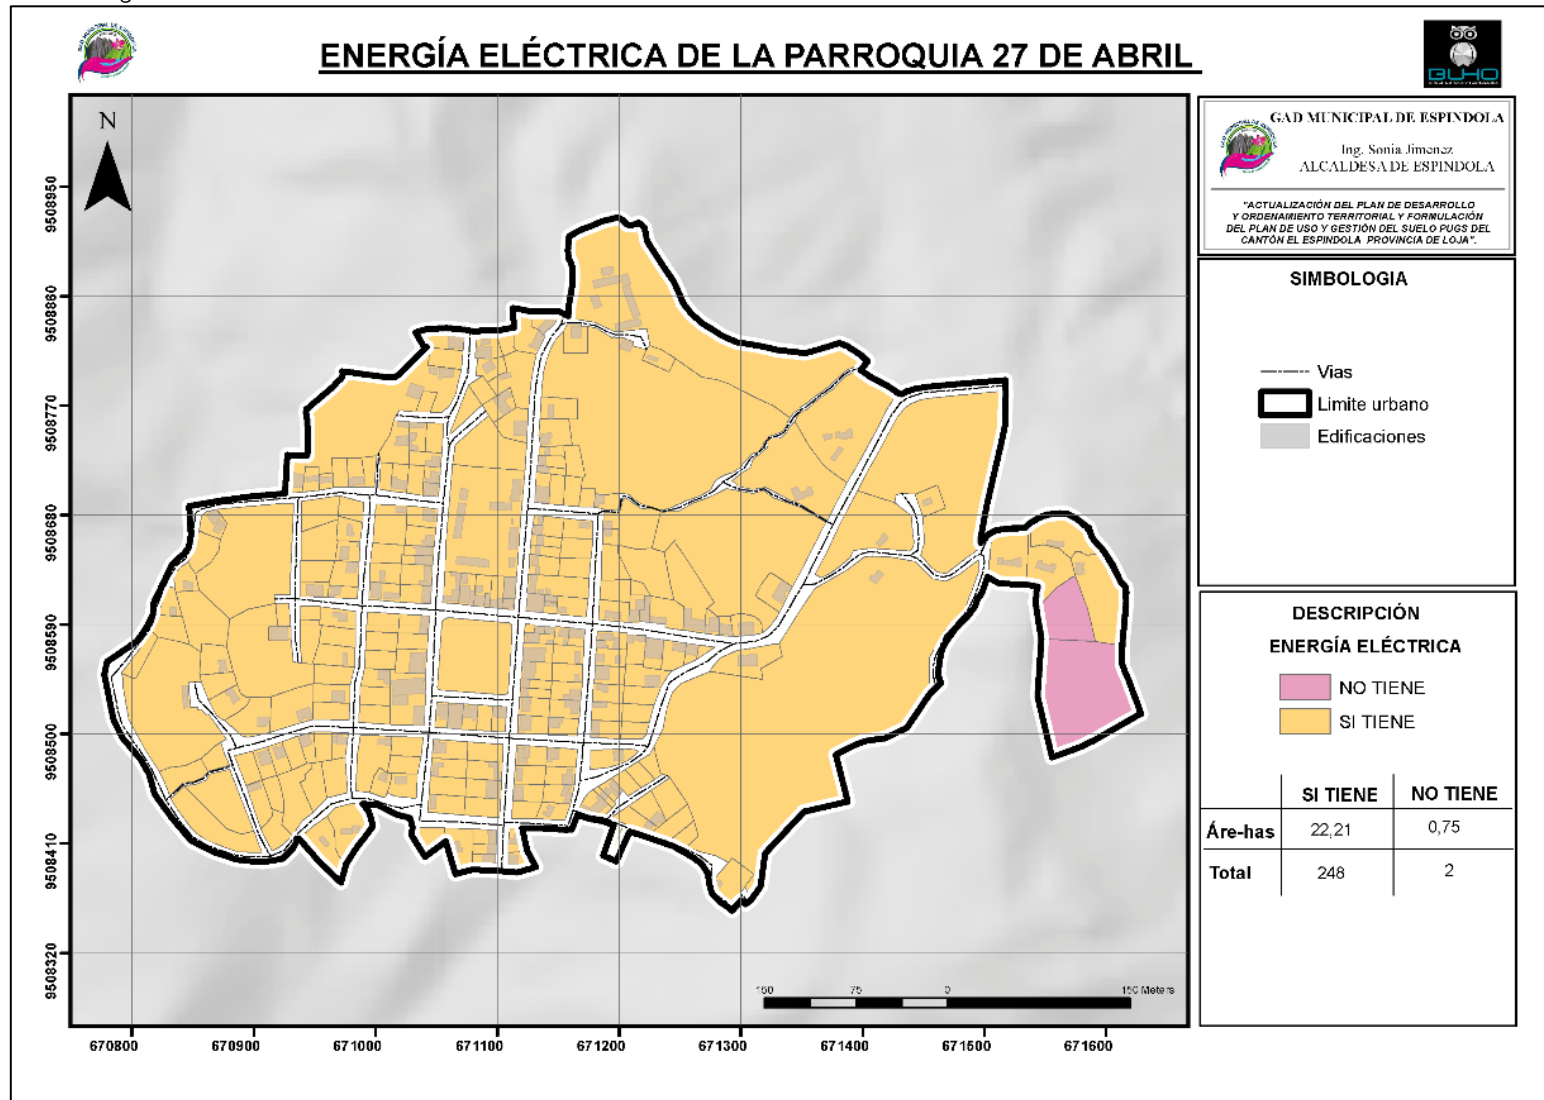 ENERGÍA ELÉCTRICA DE LA PARROQUIA 27 DE ABRIL
BUHO
N
GAD MUNICIPAL DE ESPINDOLA
Ing. Sonia Jimenez
ALCALDESA DE ESPINDOLA
"ACTUALIZACIÓN DEL PLAN DE DESARROLLO
Y ORDENAMIENTO TERRITORIAL Y FORMULACIÓN
DEL PLAN DE USO Y GESTIÓN DEL SUELO PUGS DEL
CANTÓN EL ESPINDOLA PROVINCIA DE LOJA".
SIMBOLOGIA
Vias
Limite urbano
Edificaciones
DESCRIPCIÓN
ENERGÍA ELÉCTRICA
NO TIENE
SI TIENE
SI TIENE NO TIENE
Áre-has 22,21 0,75
Total 248 2
9508950
9508860
9508770
9508680
9508590
9508500
9508410
9508320
150 75 0 150 Meters
670800 670900 671000 671100 671200 671300 671400 671500 671600